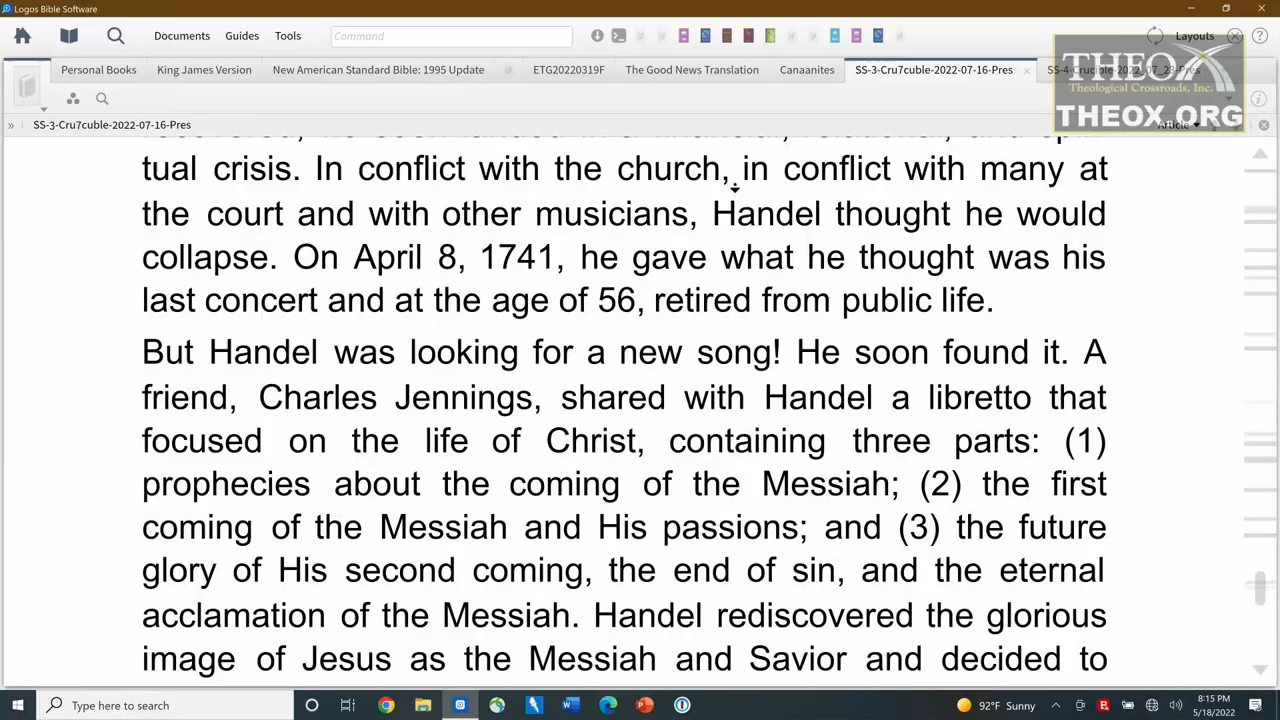 Logos Bible Software
Documents Guides Tools Command Layouts
Personal Books King James Version New American St Update ETG20220319F The Good News Translation Cananites SS-3-Cru7cuble-2022-07-16-Pres SS-4-Crucible-2022_07_23-Pres
THEOX
Theological Crossroads, Inc.
THEOX.ORG
SS-3-Cru7cuble-2022-07-16-Pres Article
tual crisis. In conflict with the church, in conflict with many at
the court and with other musicians, Handel thought he would
collapse. On April 8, 1741, he gave what he thought was his
last concert and at the age of 56, retired from public life.
But Handel was looking for a new song! He soon found it. A
friend, Charles Jennings, shared with Handel a libretto that
focused on the life of Christ, containing three parts: (1)
prophecies about the coming of the Messiah; (2) the first
coming of the Messiah and His passions; and (3) the future
glory of His second coming, the end of sin, and the eternal
acclamation of the Messiah. Handel rediscovered the glorious
image of Jesus as the Messiah and Savior and decided to
Type here to search
92°F Sunny
8:15 PM
5/18/2022